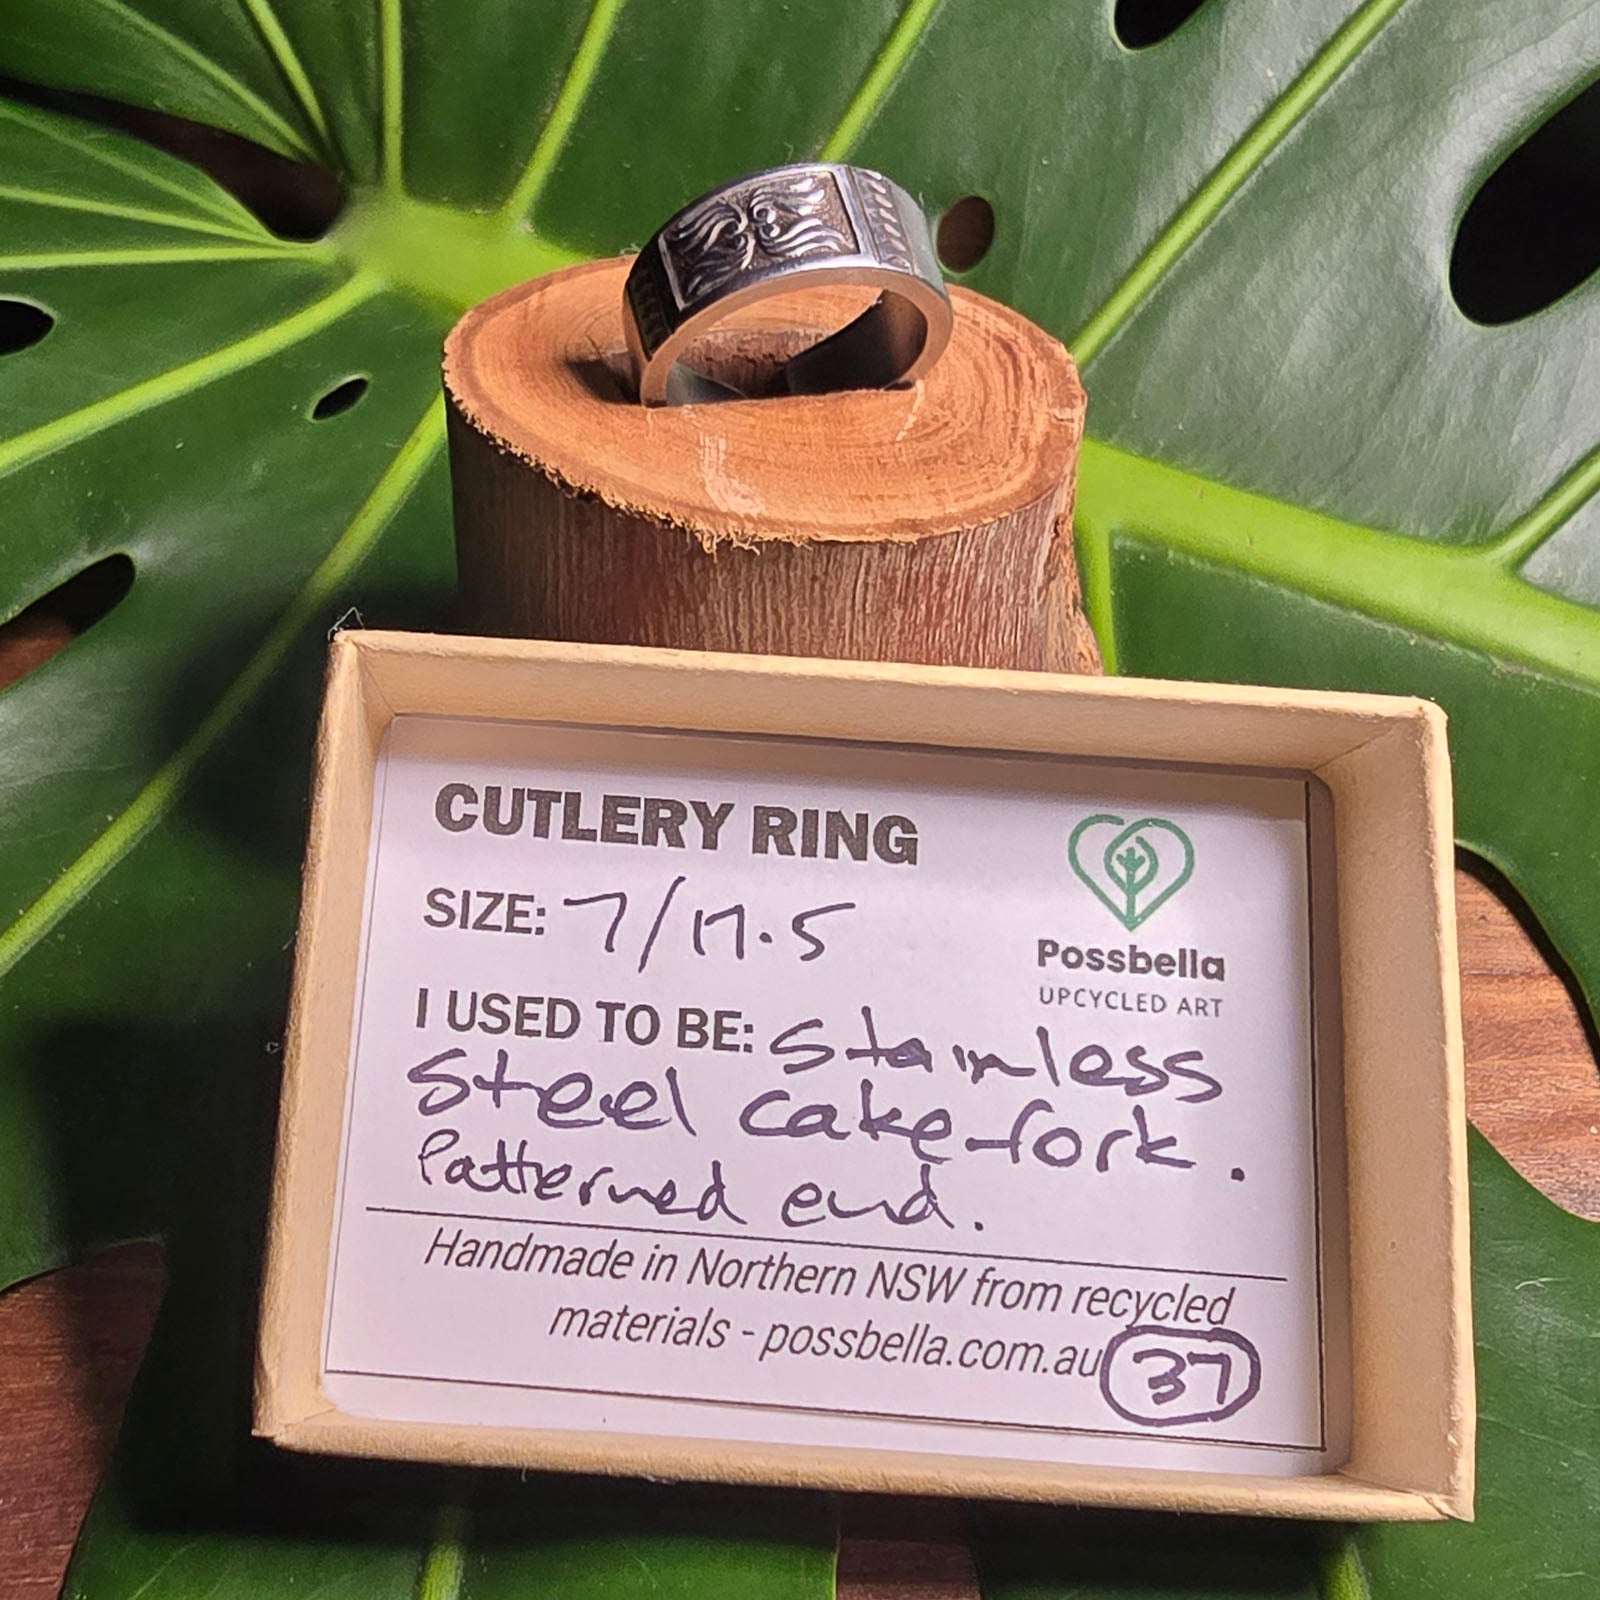 CUTLERY RING
SIZE: 7/17.5
Possbella
UPCYCLED ART
I USED TO BE: Stainless
Steel cake fork.
Patterned end.
Handmade in Northern NSW from recycled
materials - possbella.com.au 37